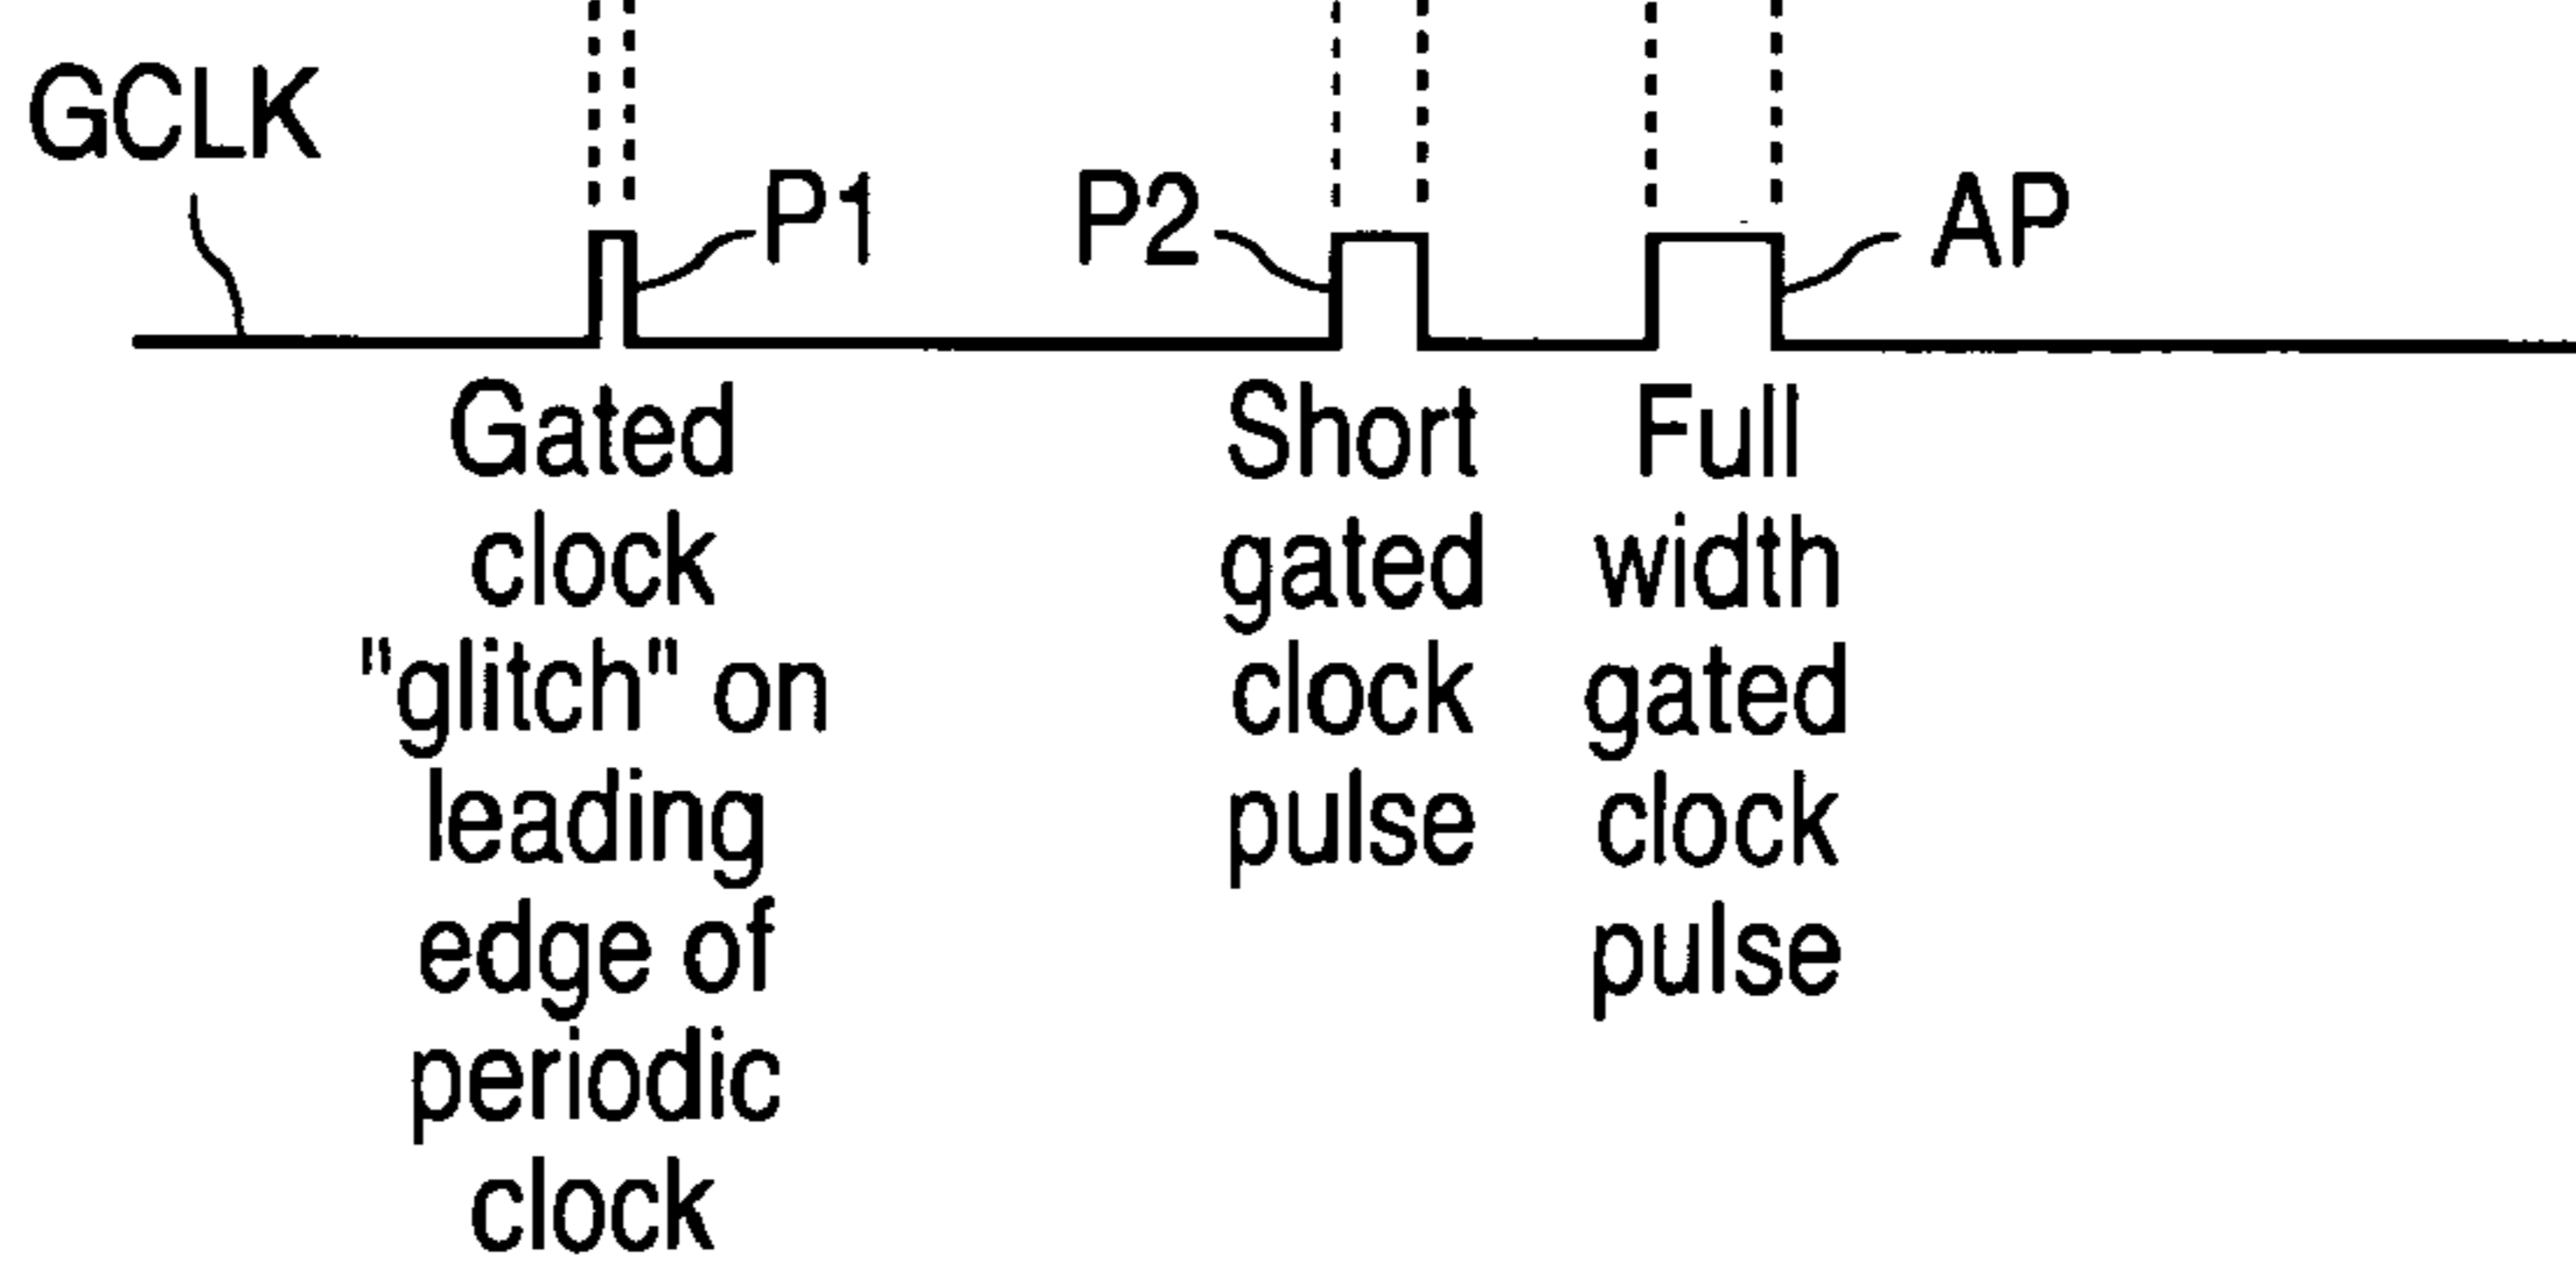 GCLK
P1
P2
AP
Gated
clock
"glitch" on
leading
edge of
periodic
clock
Short
gated
clock
pulse
Full
width
gated
clock
pulse